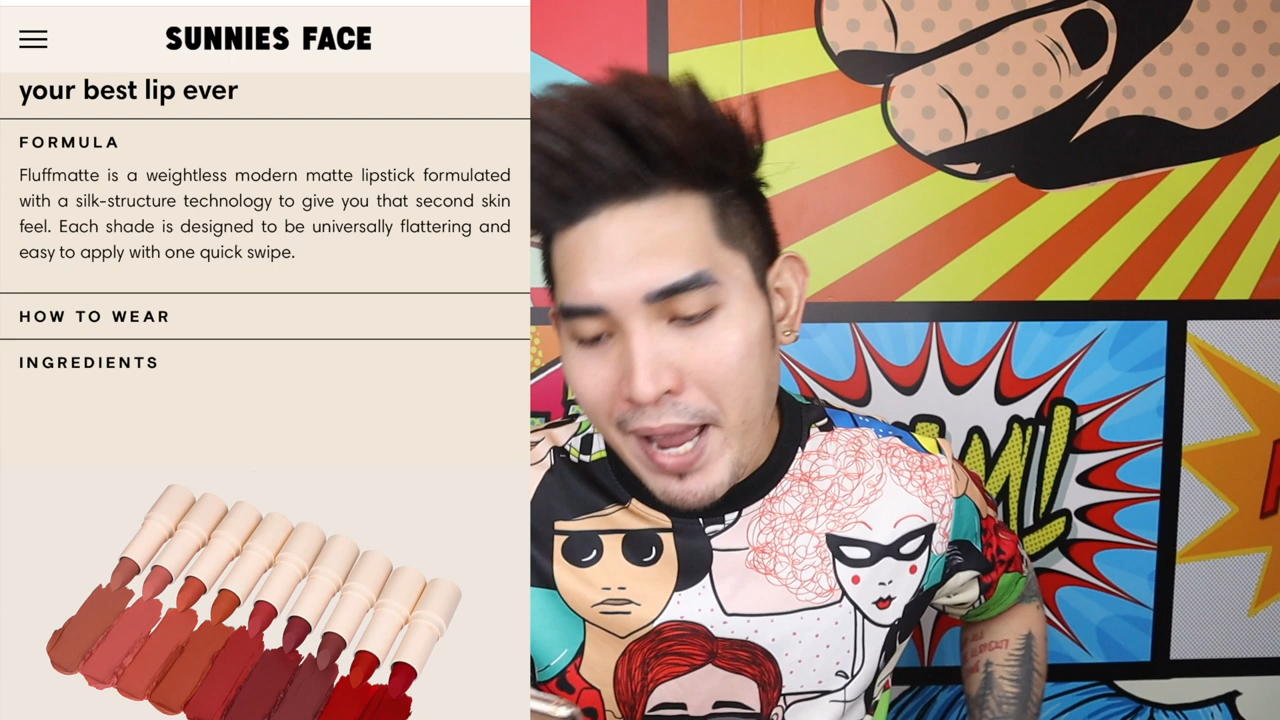 SUNNIES FACE
your best lip ever
FORMULA
Fluffmatte is a weightless modern matte lipstick formulated
with a silk-structure technology to give you that second skin
feel. Each shade is designed to be universally flattering and
easy to apply with one quick swipe.
HOW TO WEAR
INGREDIENTS